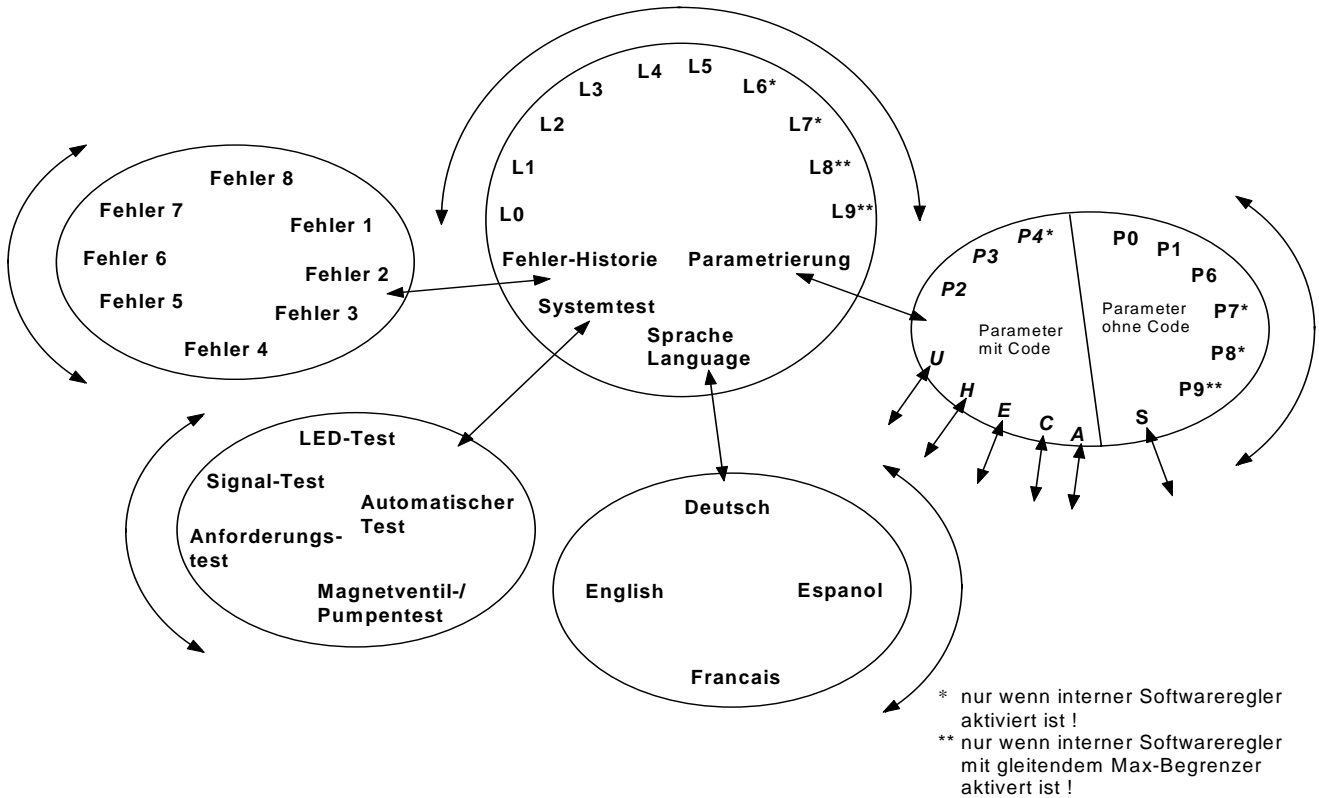 L0
L1
L2
L3
L4
L5
L6*
L7*
L8**
L9**
Fehler-Historie
Parametrierung
Systemtest
Sprache
Language
Fehler 8
Fehler 7
Fehler 1
Fehler 6
Fehler 2
Fehler 5
Fehler 3
Fehler 4
P4*
P3
P2
Parameter
mit Code
U
H
E
C
A
P0
P1
P6
P7*
P8*
P9**
Parameter
ohne Code
S
LED-Test
Signal-Test
Automatischer
Test
Anforderungs-
test
Magnetventil-/
Pumpentest
Deutsch
English
Espanol
Francais
* nur wenn interner Softwareregler
aktiviert ist !
** nur wenn interner Softwareregler
mit gleitendem Max-Begrenzer
aktivert ist !